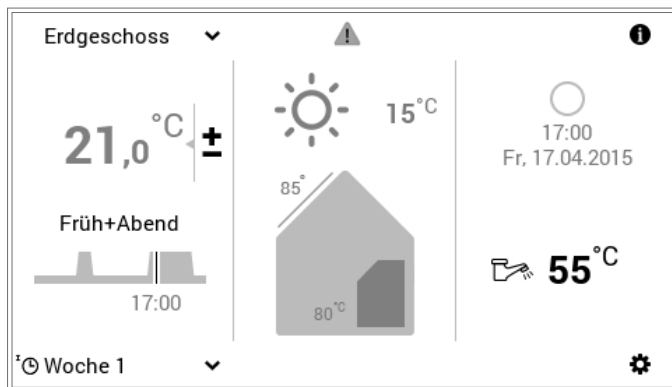 Erdgeschoss
21,0 °C
±
Früh+Abend
17:00
Woche 1
15°C
85°
80°C
17:00
Fr, 17.04.2015
55°C